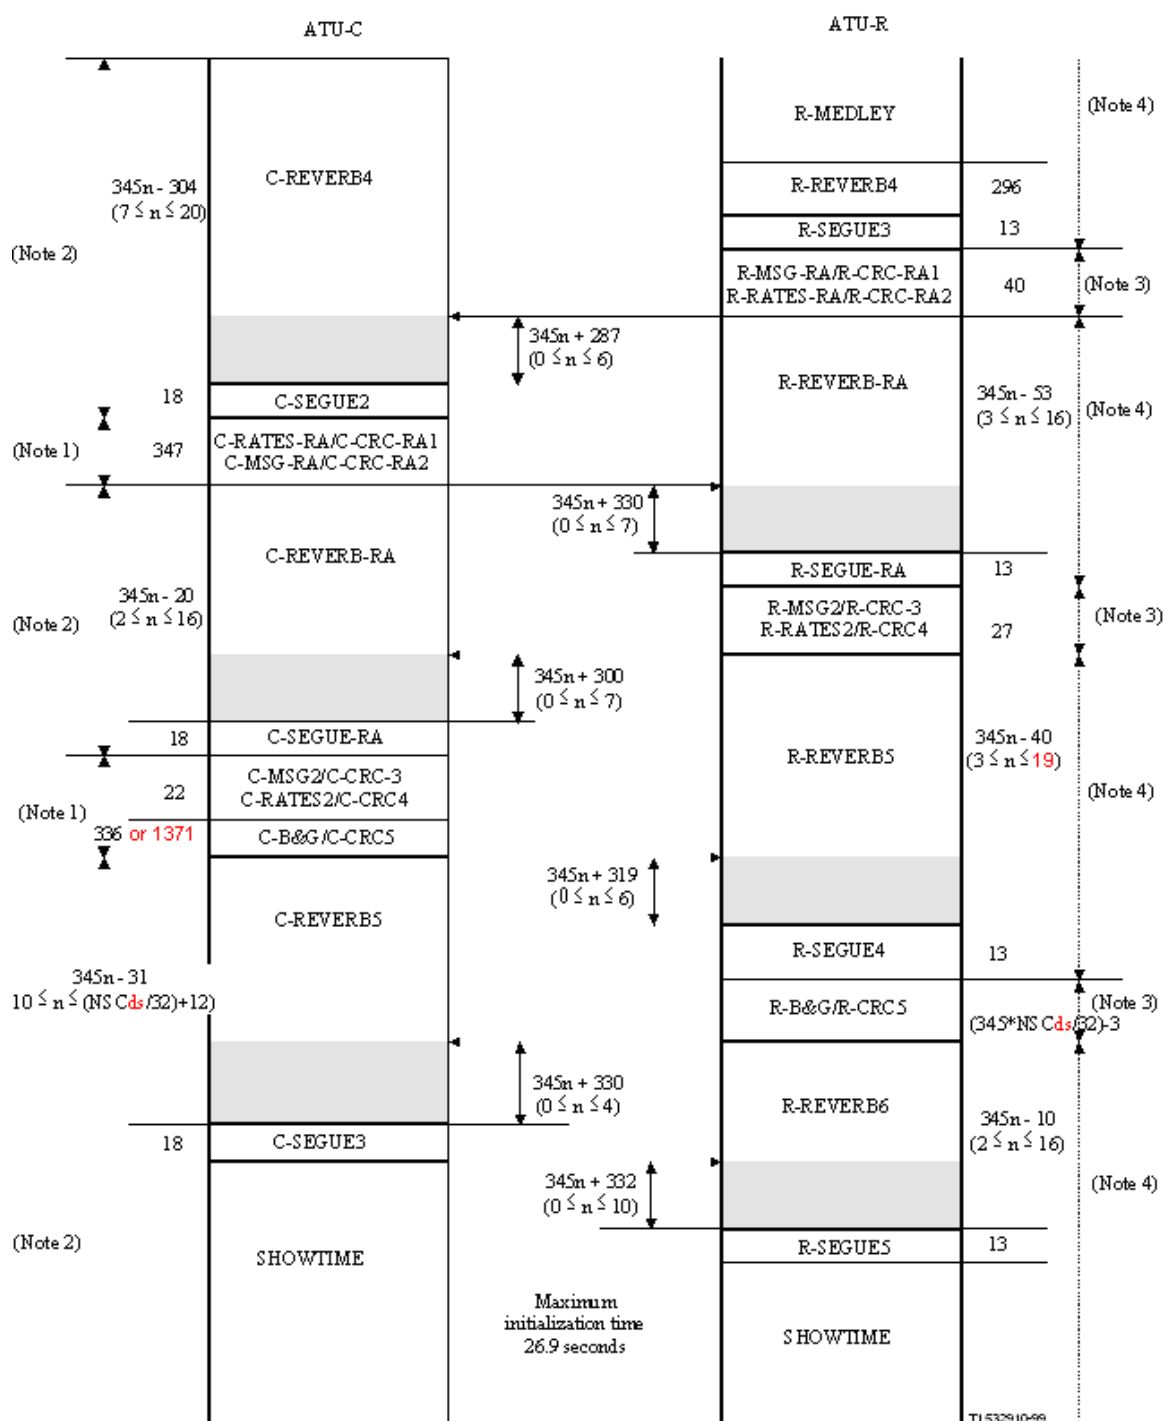 ATU-C
ATU-R
R-MEDLEY
(Note 4)
C-REVERB4
345n - 304
(7 ≤ n ≤ 20)
R-REVERB4
296
R-SEGUE3
13
(Note 2)
R-MSG-RA/R-CRC-RA1
R-RATES-RA/R-CRC-RA2
40
(Note 3)
345n + 287
(0 ≤ n ≤ 6)
R-REVERB-RA
345n - 53
(3 ≤ n ≤ 16)
(Note 4)
18
C-SEGUE2
(Note 1)
347
C-RATES-RA/C-CRC-RA1
C-MSG-RA/C-CRC-RA2
345n + 330
(0 ≤ n ≤ 7)
C-REVERB-RA
R-SEGUE-RA
13
345n - 20
(2 ≤ n ≤ 16)
(Note 2)
R-MSG2/R-CRC-3
R-RATES2/R-CRC4
27
(Note 3)
345n + 300
(0 ≤ n ≤ 7)
18
C-SEGUE-RA
R-REVERB5
345n - 40
(3 ≤ n ≤19)
(Note 4)
C-MSG2/C-CRC-3
C-RATES2/C-CRC4
22
(Note 1)
336 or 1371
C-B&G/C-CRC5
345n + 319
(0 ≤ n ≤ 6)
C-REVERB5
R-SEGUE4
13
345n - 31
10 ≤ n ≤ (NSCds/32)+12)
R-B&G/R-CRC5
(345*NSCds/32)-3
(Note 3)
345n + 330
(0 ≤ n ≤ 4)
R-REVERB6
345n - 10
(2 ≤ n ≤ 16)
18
C-SEGUE3
345n + 332
(0 ≤ n ≤ 10)
(Note 4)
(Note 2)
SHOWTIME
R-SEGUE5
13
Maximum
initialization time
26.9 seconds
SHOWTIME
T1532910-99